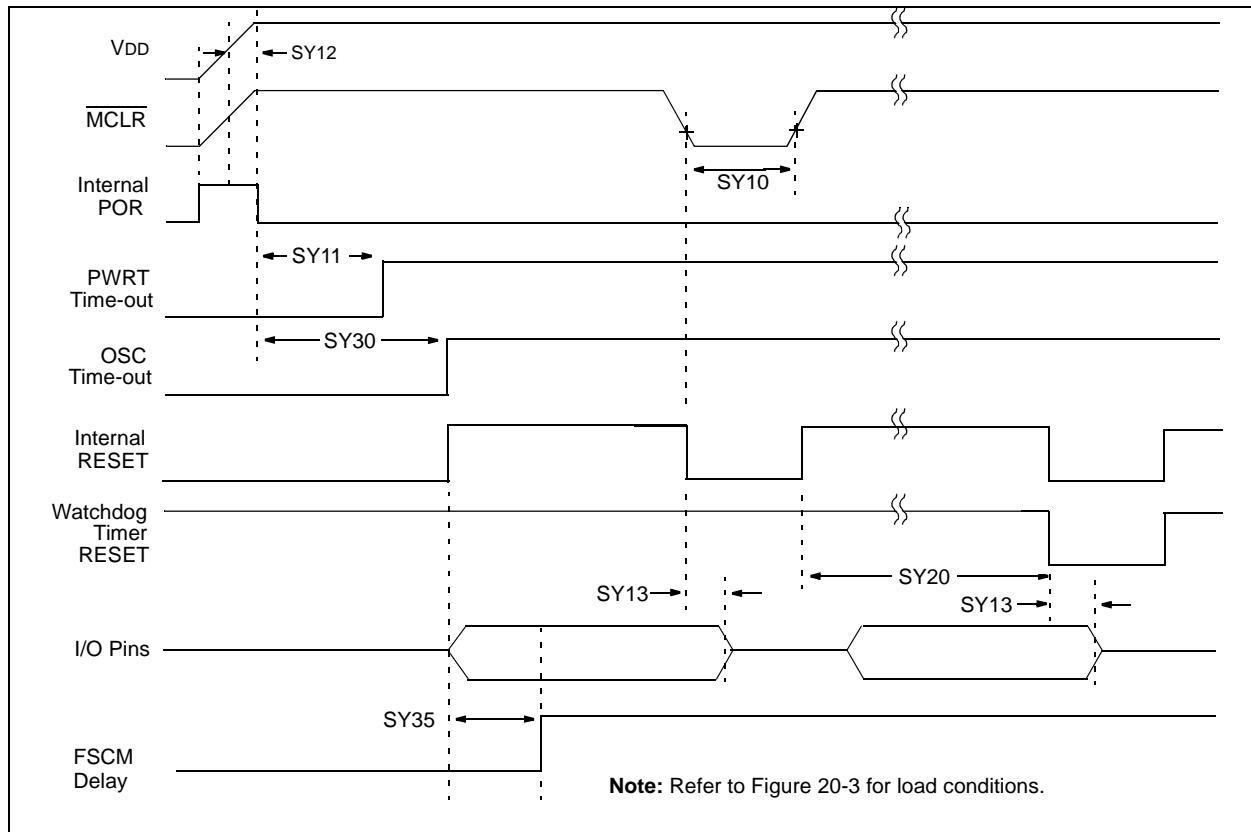 VDD
SY12
MCLR
SY10
Internal
POR
SY11
PWRT
Time-out
SY30
OSC
Time-out
Internal
RESET
Watchdog
Timer
RESET
SY20
SY13
SY13
I/O Pins
SY35
FSCM
Delay
Note: Refer to Figure 20-3 for load conditions.